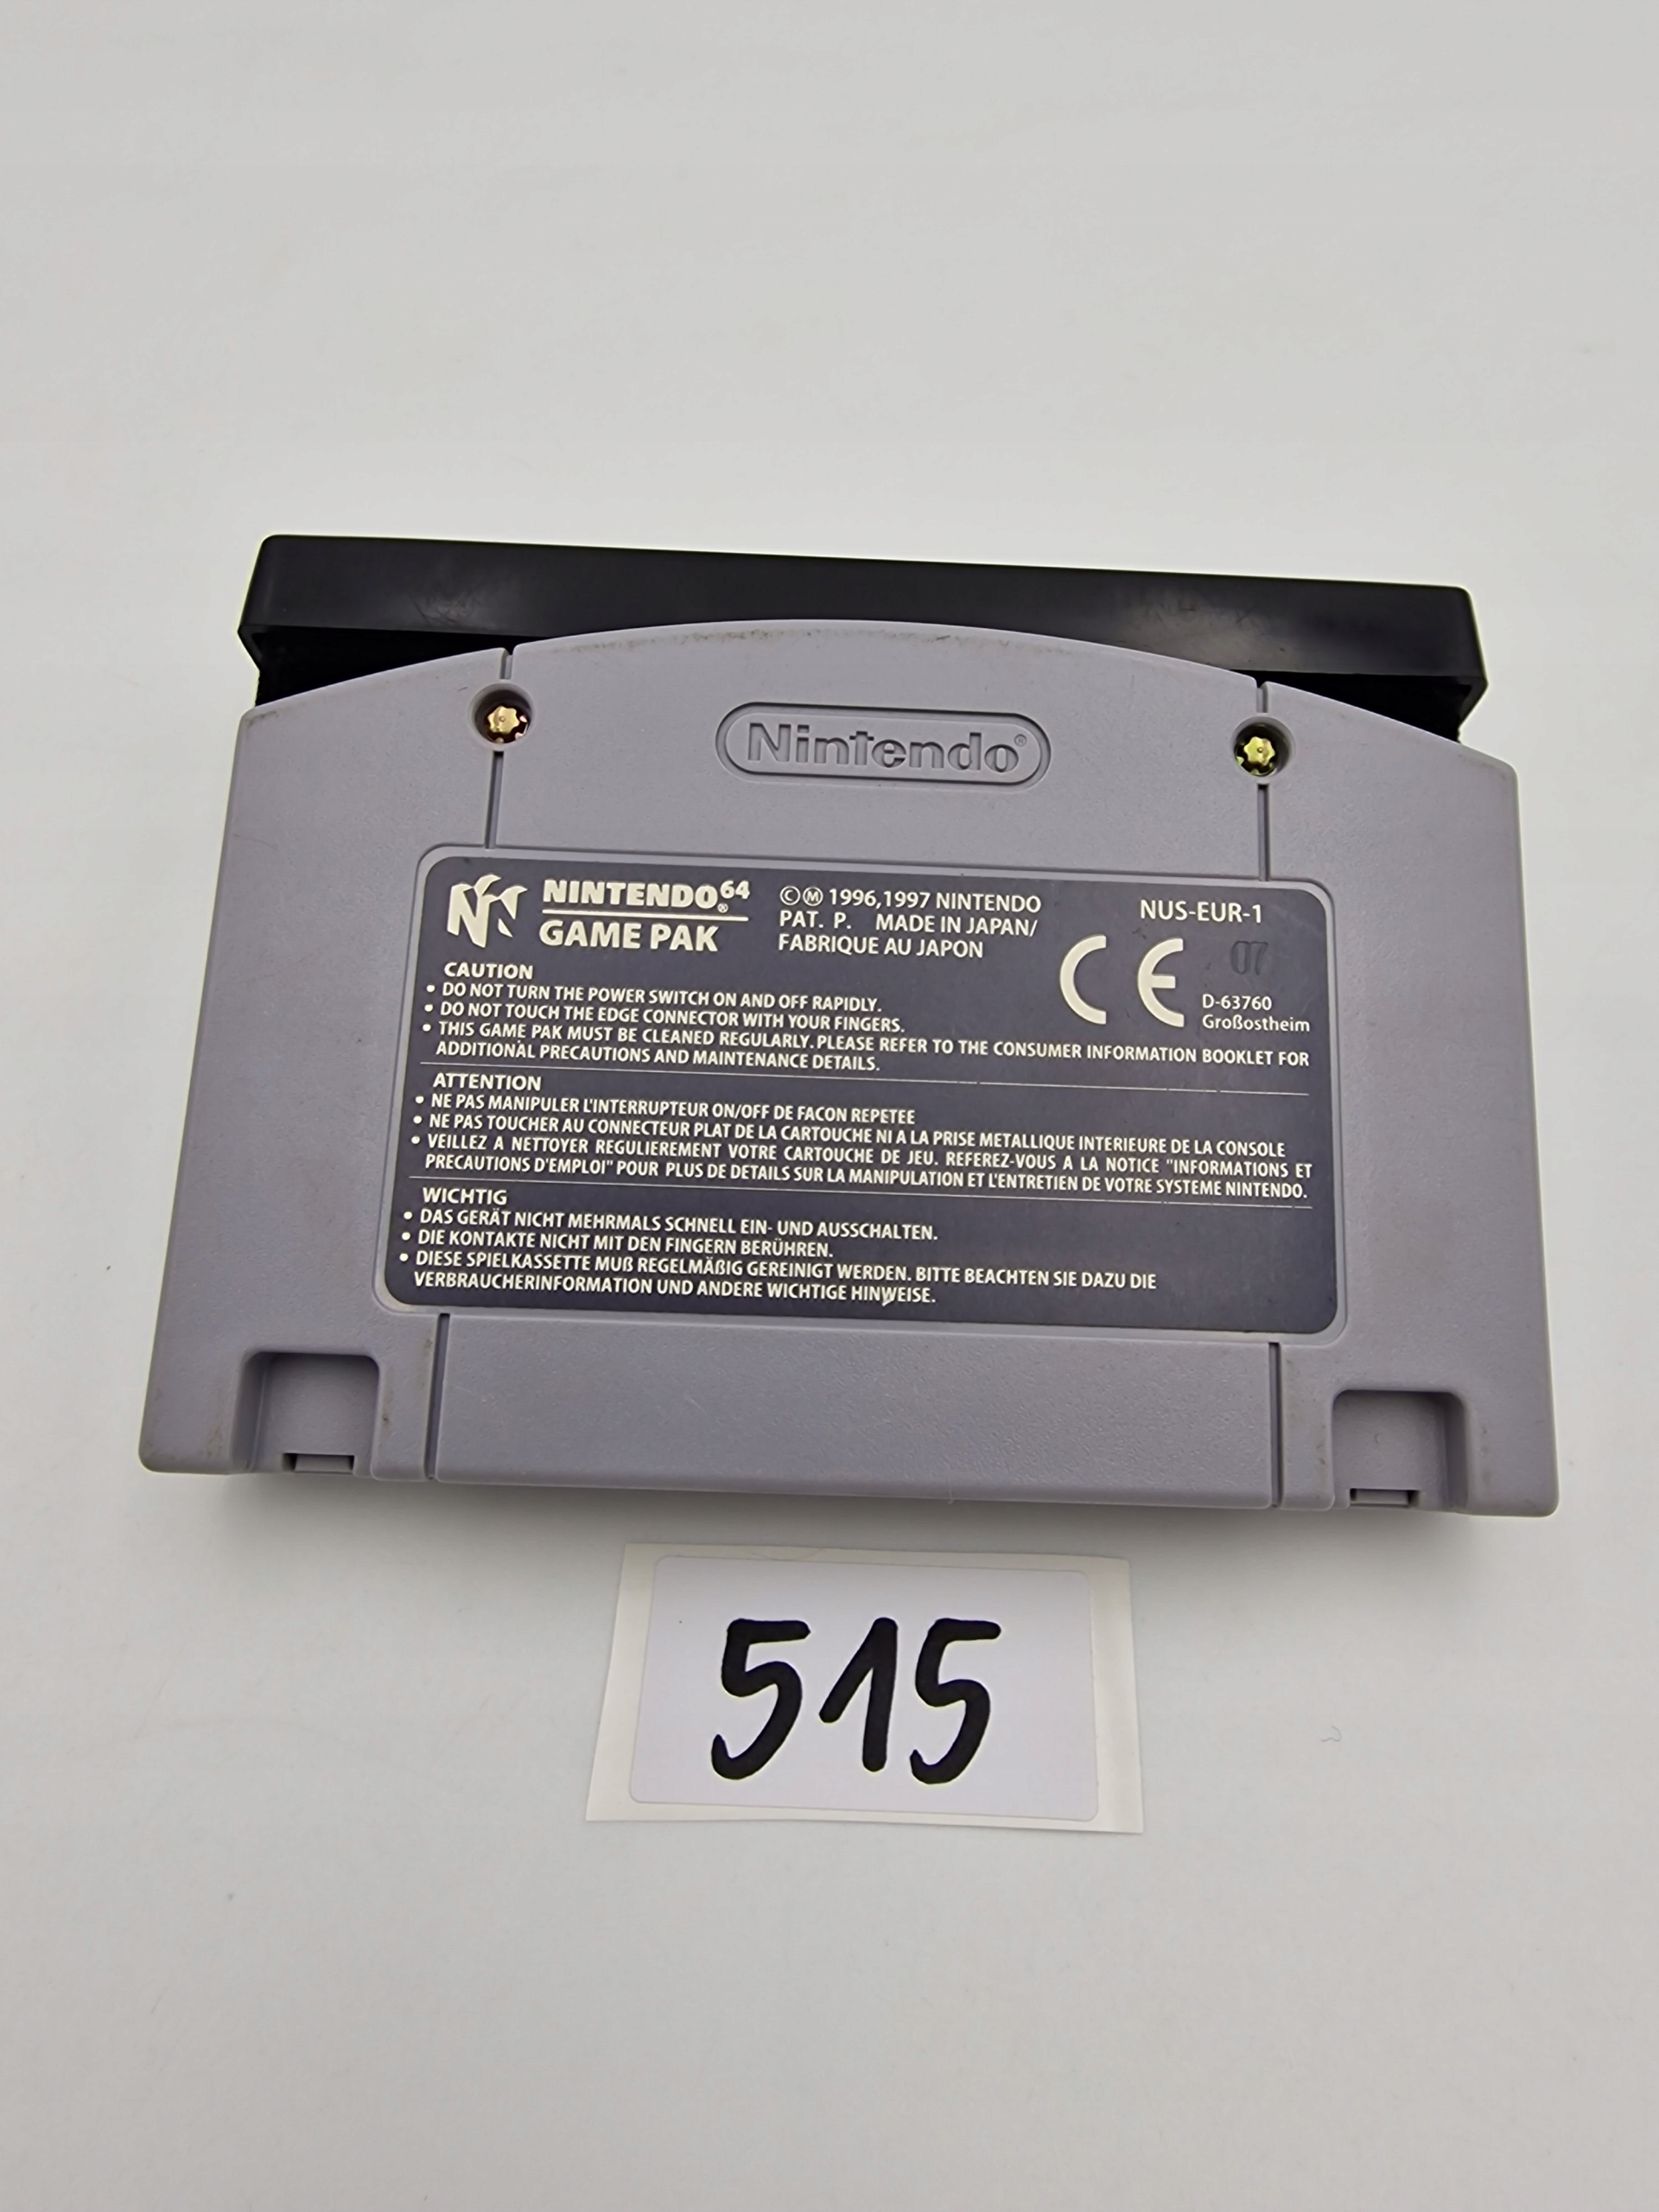 Nintendo®
NINTENDO64®
GAME PAK
©Ⓜ 1996,1997 NINTENDO
PAT. P. MADE IN JAPAN/
FABRIQUE AU JAPON
NUS-EUR-1
CE
07
D-63760
Großostheim
CAUTION
• DO NOT TURN THE POWER SWITCH ON AND OFF RAPIDLY.
• DO NOT TOUCH THE EDGE CONNECTOR WITH YOUR FINGERS.
• THIS GAME PAK MUST BE CLEANED REGULARLY. PLEASE REFER TO THE CONSUMER INFORMATION BOOKLET FOR
ADDITIONAL PRECAUTIONS AND MAINTENANCE DETAILS.
ATTENTION
• NE PAS MANIPULER L'INTERRUPTEUR ON/OFF DE FACON REPETEE
• NE PAS TOUCHER AU CONNECTEUR PLAT DE LA CARTOUCHE NI A LA PRISE METALLIQUE INTERIEURE DE LA CONSOLE
• VEILLEZ A NETTOYER REGULIEREMENT VOTRE CARTOUCHE DE JEU. REFEREZ-VOUS A LA NOTICE "INFORMATIONS ET
PRECAUTIONS D'EMPLOI" POUR PLUS DE DETAILS SUR LA MANIPULATION ET L'ENTRETIEN DE VOTRE SYSTEME NINTENDO.
WICHTIG
• DAS GERÄT NICHT MEHRMALS SCHNELL EIN- UND AUSSCHALTEN.
• DIE KONTAKTE NICHT MIT DEN FINGERN BERÜHREN.
• DIESE SPIELKASSETTE MUß REGELMÄßIG GEREINIGT WERDEN. BITTE BEACHTEN SIE DAZU DIE
VERBRAUCHERINFORMATION UND ANDERE WICHTIGE HINWEISE.
515